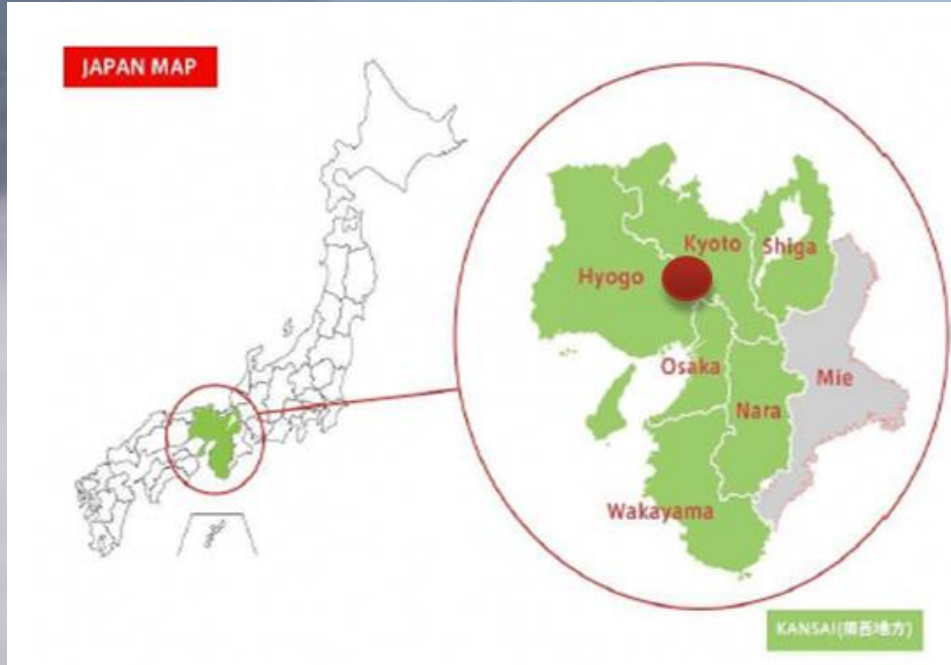 JAPAN MAP
Kyoto
Shiga
Hyogo
Osaka
Mie
Nara
Wakayama
KANSAI(関西地方)